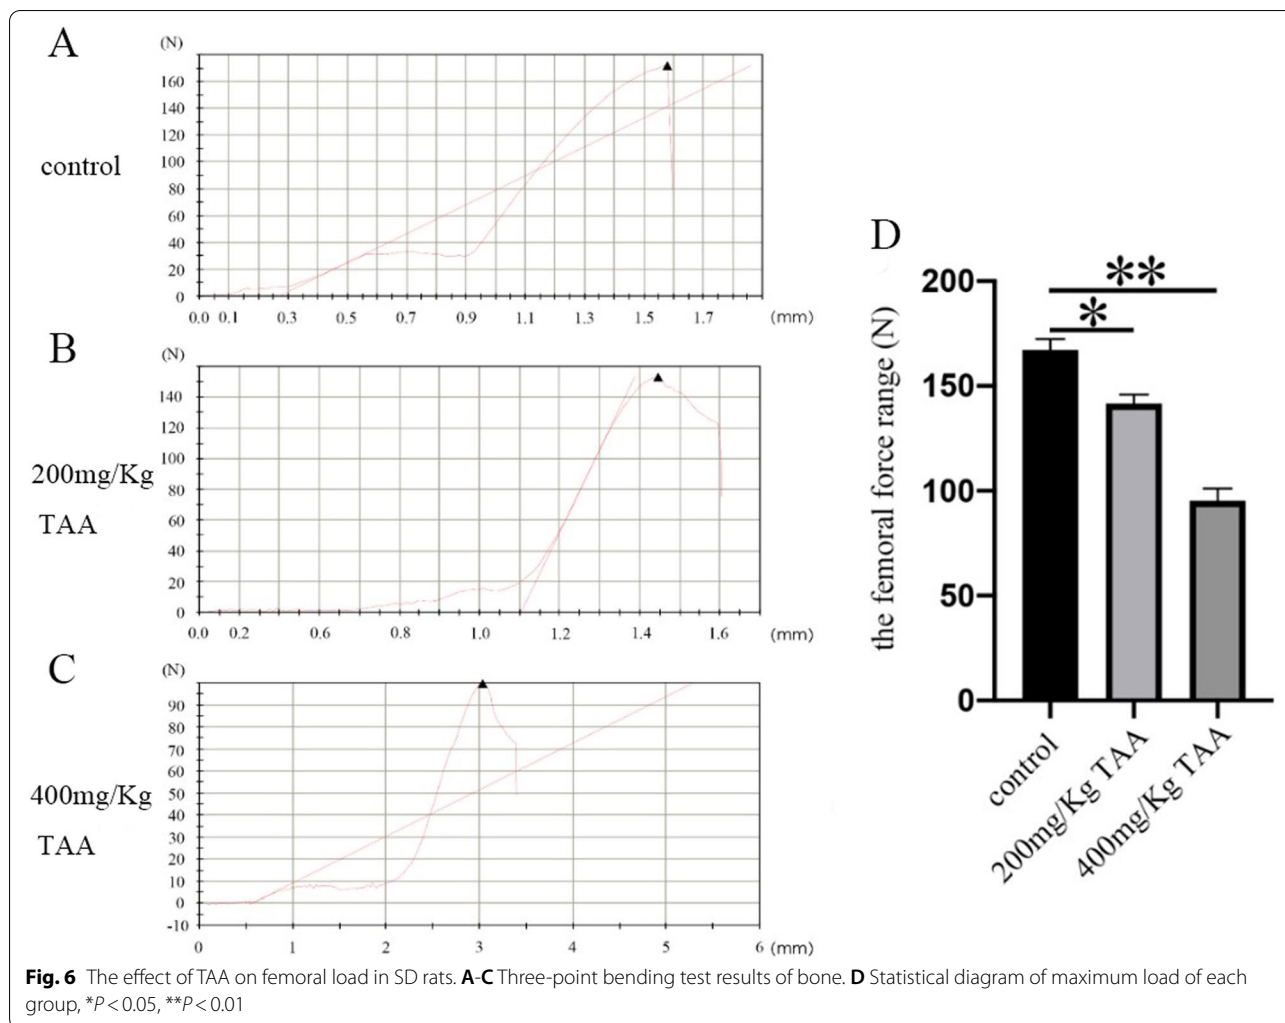 A
(N)
160
140
120
100
80
60
40
20
0
control
0.0 0.1 0.3 0.5 0.7 0.9 1.1 1.3 1.5 1.7 (mm)
B
(N)
140
120
100
80
60
40
20
0
200mg/Kg
TAA
0.0 0.2 0.6 0.8 1.0 1.2 1.4 1.6 (mm)
C
(N)
90
80
70
60
50
40
30
20
10
0
-10
400mg/Kg
TAA
0 1 2 3 4 5 6 (mm)
D
the femoral force range (N)
200
150
100
50
0
**
*
control
200mg/Kg TAA
400mg/Kg TAA
Fig. 6 The effect of TAA on femoral load in SD rats. A-C Three-point bending test results of bone. D Statistical diagram of maximum load of each
group, *P < 0.05, **P < 0.01